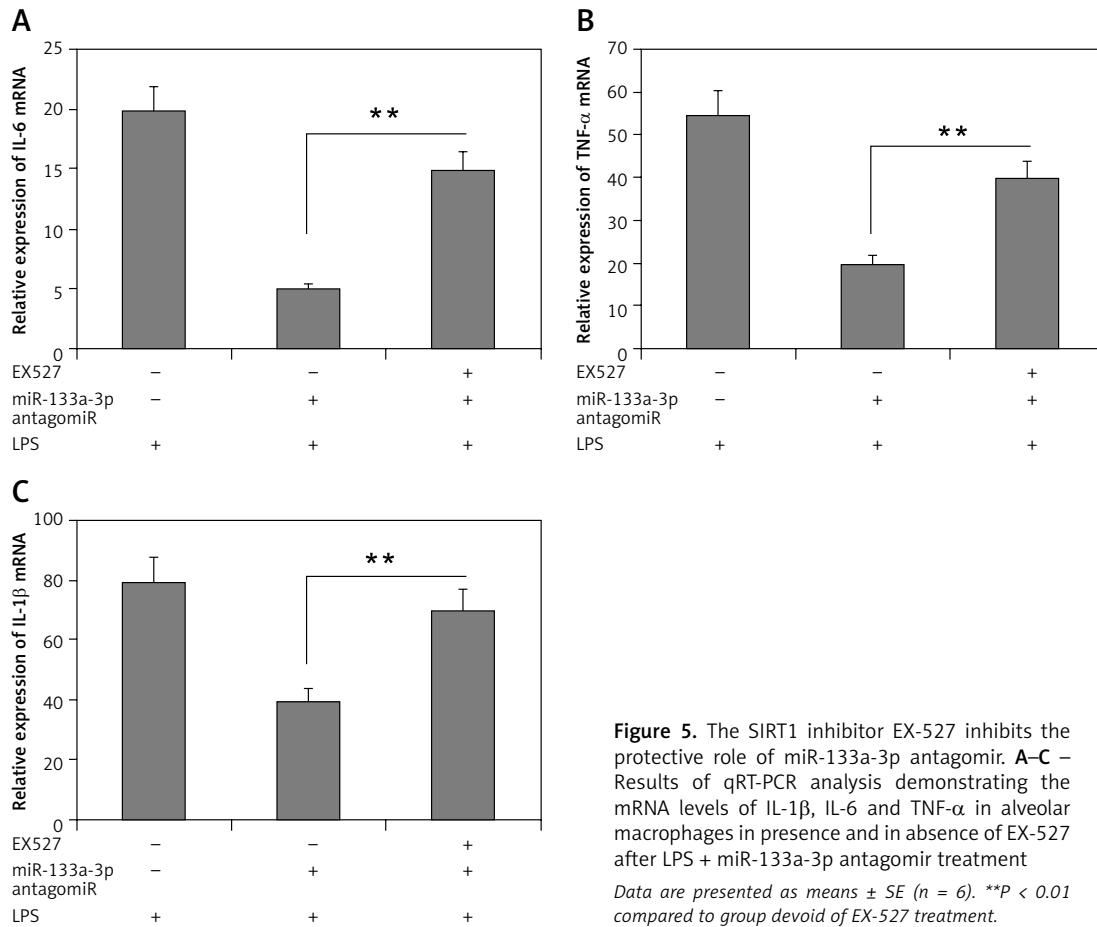 A
Relative expression of IL-6 mRNA
25
20
15
10
5
0
**
EX527 – – +
miR-133a-3p – + +
antagomiR
LPS + + +
B
Relative expression of TNF-α mRNA
70
60
50
40
30
20
10
0
**
EX527 – – +
miR-133a-3p – + +
antagomiR
LPS + + +
C
Relative expression of IL-1β mRNA
100
80
60
40
20
0
**
EX527 – – +
miR-133a-3p – + +
antagomiR
LPS + + +
Figure 5. The SIRT1 inhibitor EX-527 inhibits the
protective role of miR-133a-3p antagomir. A–C –
Results of qRT-PCR analysis demonstrating the
mRNA levels of IL-1β, IL-6 and TNF-α in alveolar
macrophages in presence and in absence of EX-527
after LPS + miR-133a-3p antagomir treatment
Data are presented as means ± SE (n = 6). **P < 0.01
compared to group devoid of EX-527 treatment.